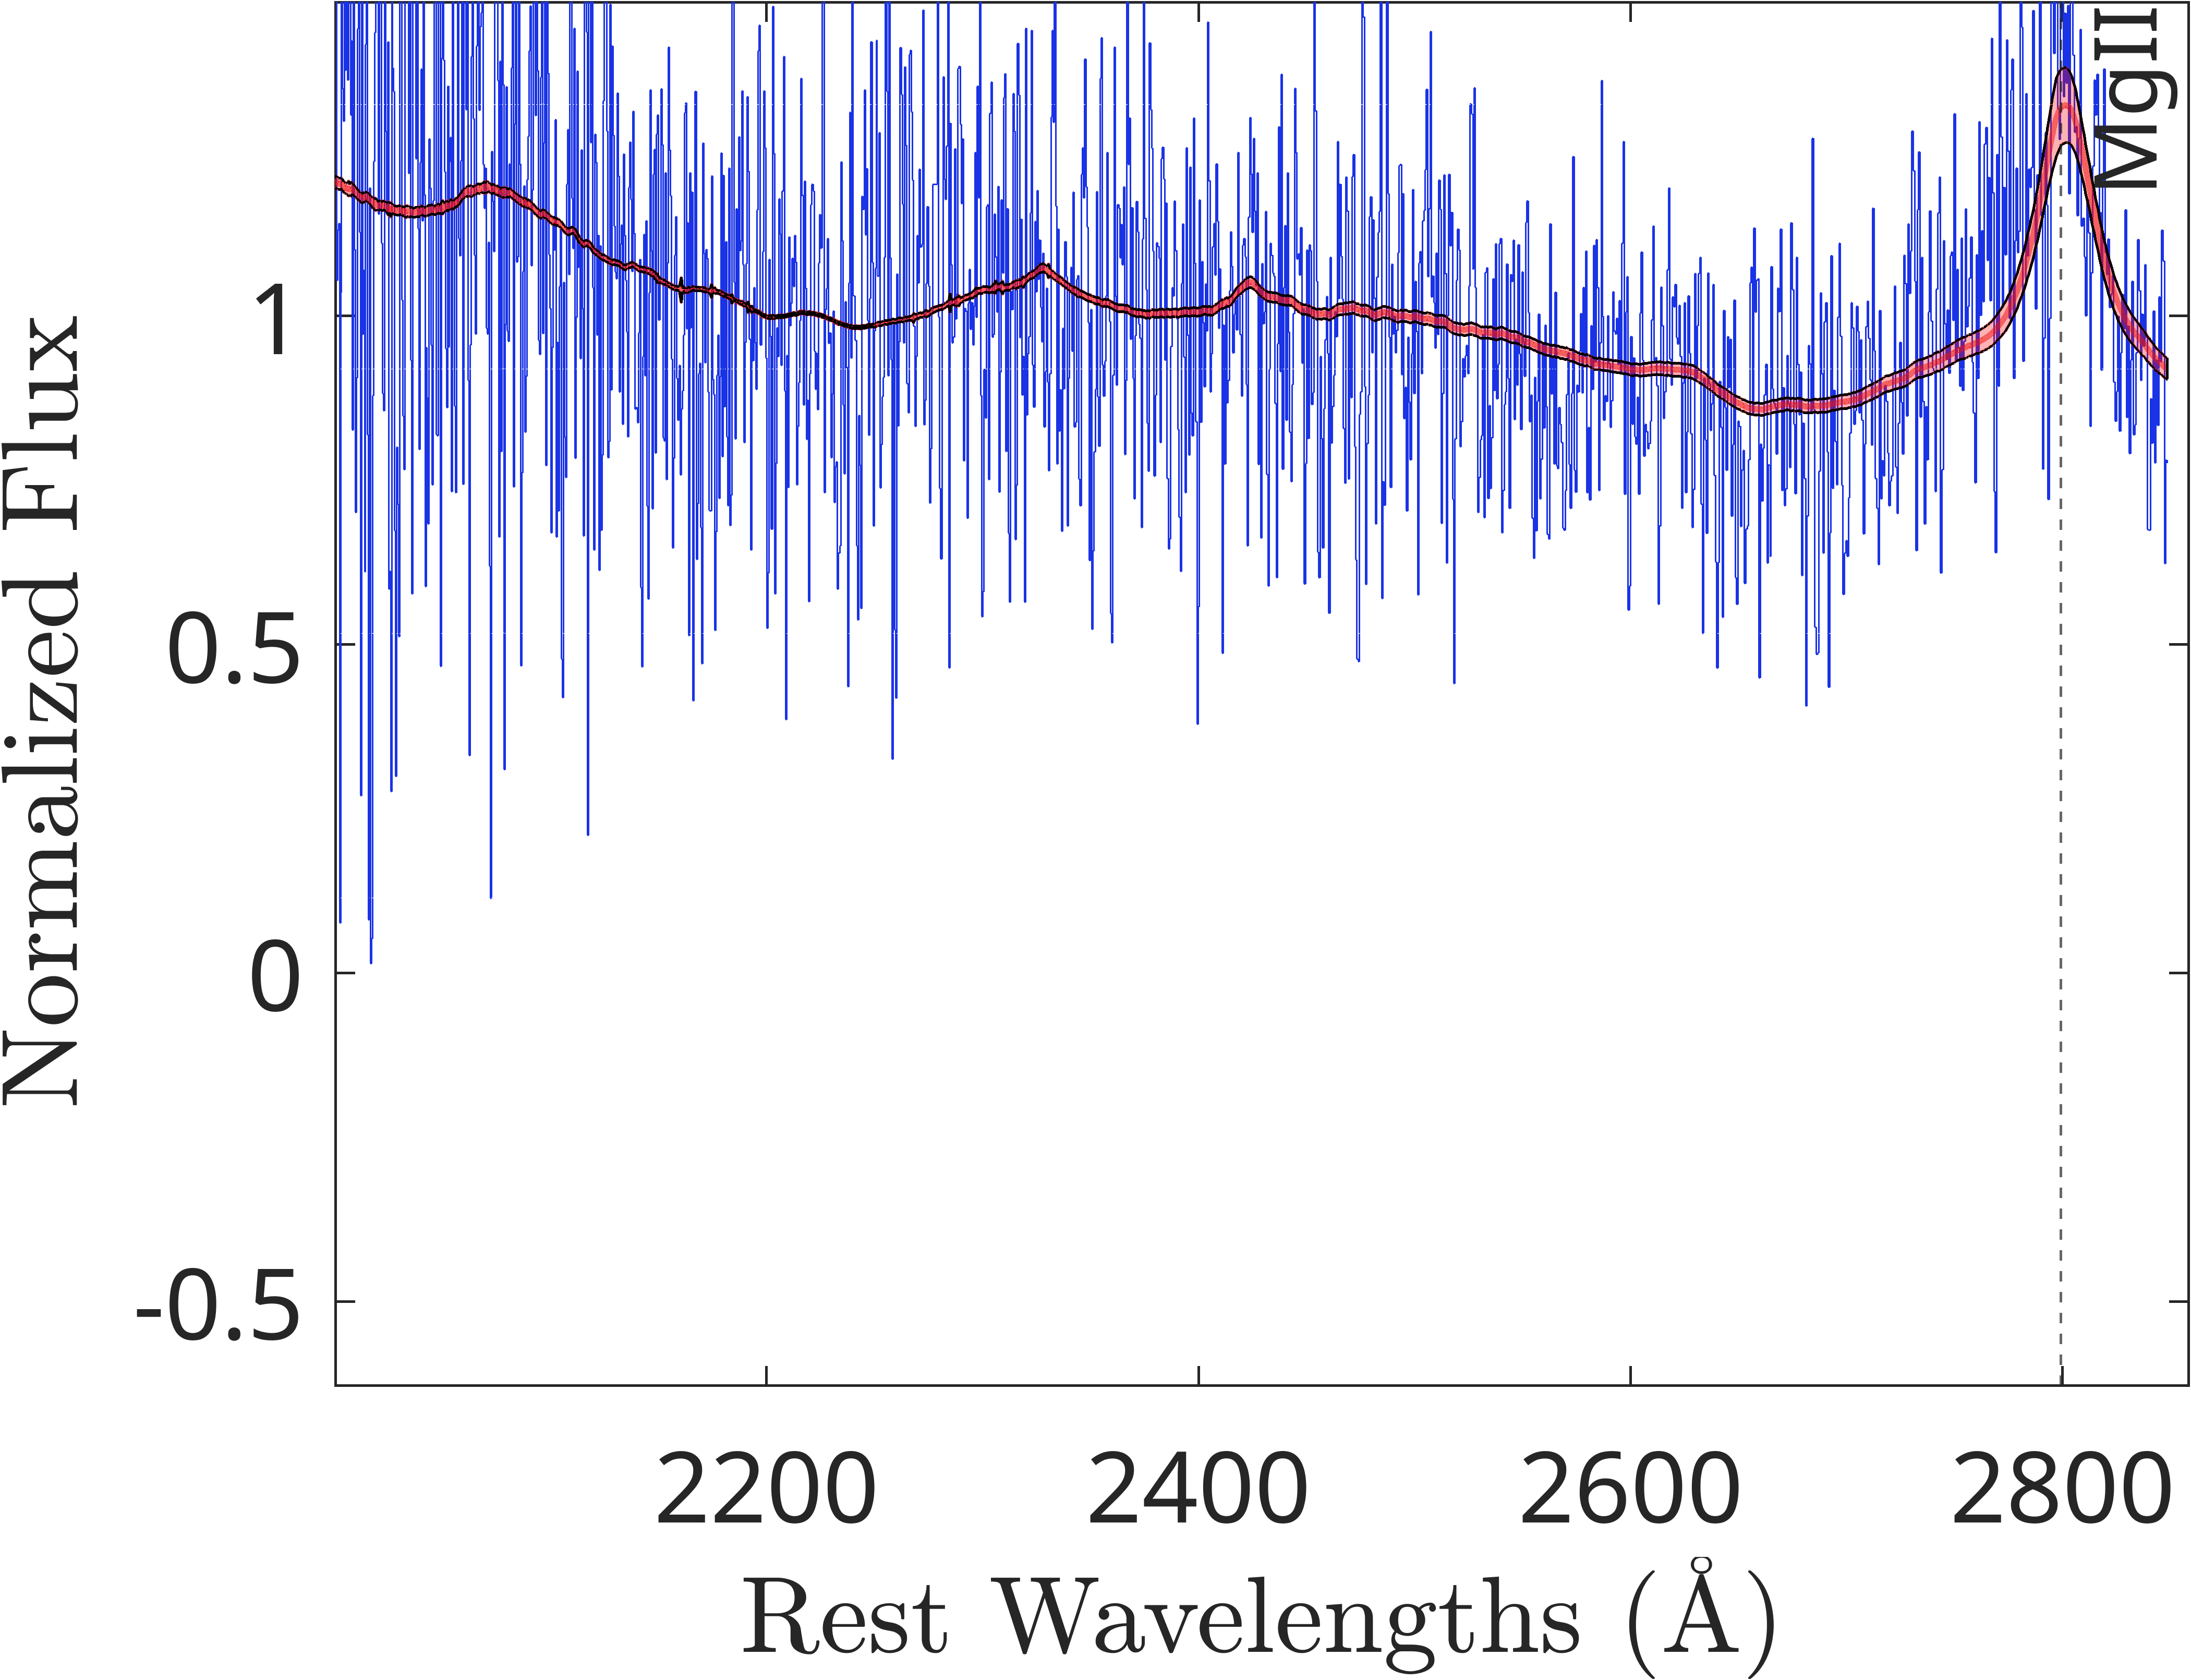 MgII
Normalized Flux
1
0.5
0
-0.5
2200 2400 2600 2800
Rest Wavelengths (Å)